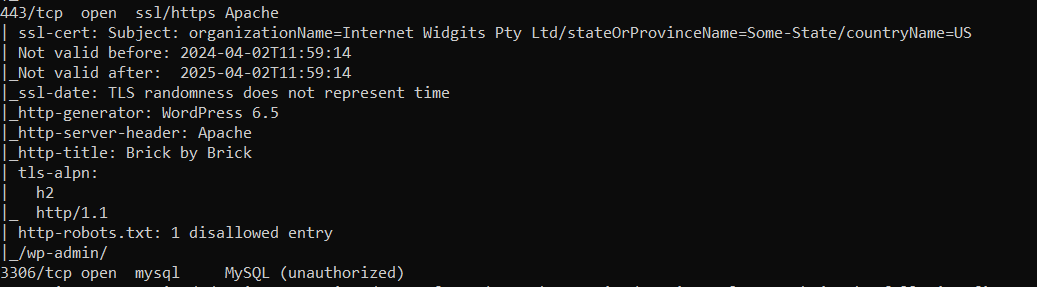 443/tcp  open  ssl/https Apache
| ssl-cert: Subject: organizationName=Internet Widgits Pty Ltd/stateOrProvinceName=Some-State/countryName=US
| Not valid before: 2024-04-02T11:59:14
|_Not valid after:  2025-04-02T11:59:14
|_ssl-date: TLS randomness does not represent time
|_http-generator: WordPress 6.5
|_http-server-header: Apache
|_http-title: Brick by Brick
| tls-alpn:
|   h2
|_  http/1.1
| http-robots.txt: 1 disallowed entry
|_/wp-admin/
3306/tcp open  mysql     MySQL (unauthorized)